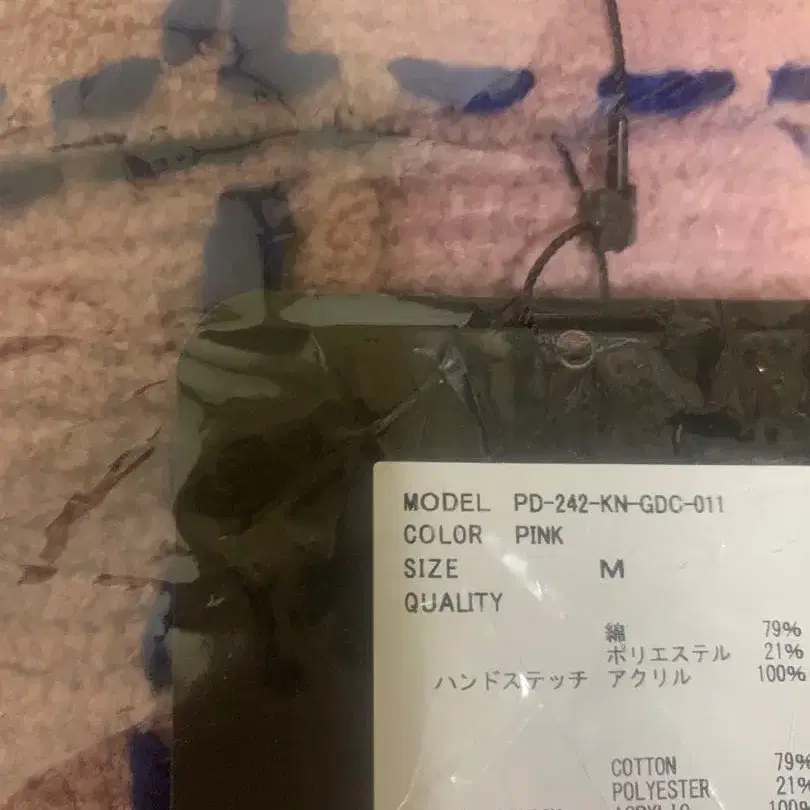 MODEL PD-242-KN-GDC-011
COLOR PINK
SIZE M
QUALITY
綿 79%
ポリエステル 21%
ハンドステッチ アクリル 100%
COTTON 79%
POLYESTER 21%